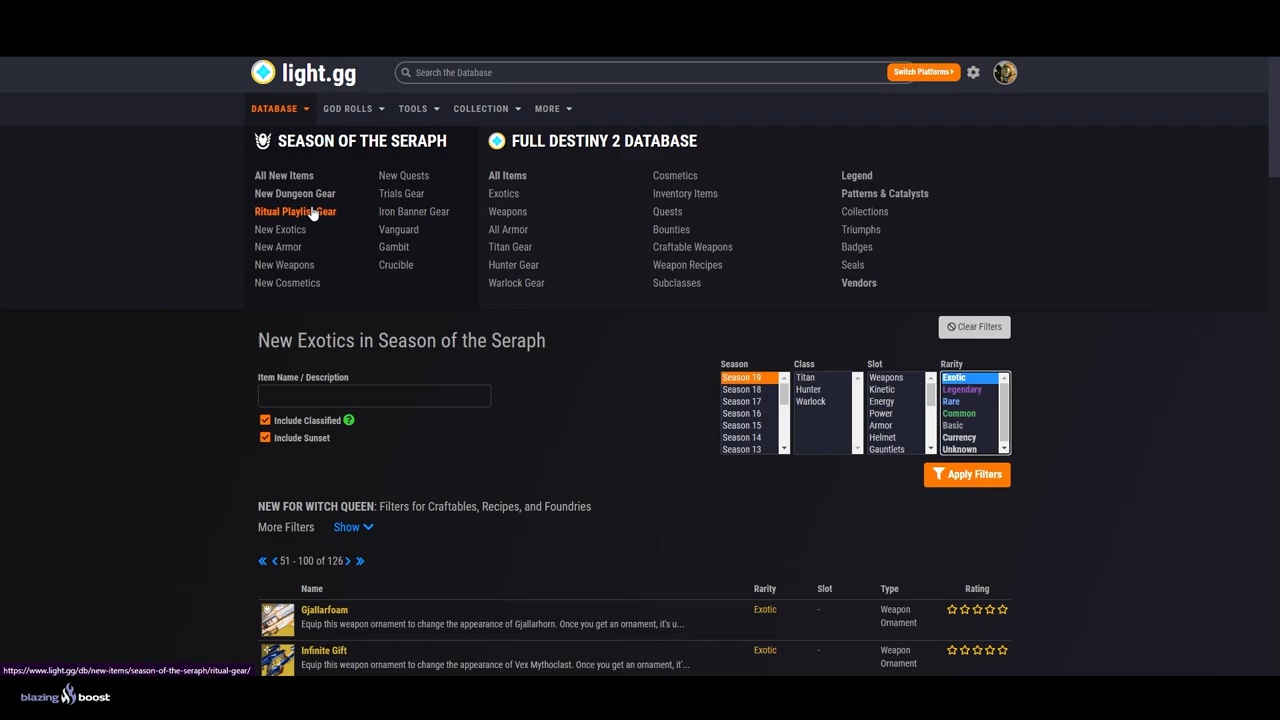 light.gg
Search the Database
Switch Platforms
DATABASE GOD ROLLS TOOLS COLLECTION MORE
SEASON OF THE SERAPH
All New Items
New Dungeon Gear
Ritual Playlist Gear
New Exotics
New Armor
New Weapons
New Cosmetics
New Quests
Trials Gear
Iron Banner Gear
Vanguard
Gambit
Crucible
FULL DESTINY 2 DATABASE
All Items
Exotics
Weapons
All Armor
Titan Gear
Hunter Gear
Warlock Gear
Cosmetics
Inventory Items
Quests
Bounties
Craftable Weapons
Weapon Recipes
Subclasses
Legend
Patterns & Catalysts
Collections
Triumphs
Badges
Seals
Vendors
New Exotics in Season of the Seraph
Clear Filters
Item Name / Description
Include Classified ?
Include Sunset
Season
Season 19
Season 18
Season 17
Season 16
Season 15
Season 14
Season 13
Class
Titan
Hunter
Warlock
Slot
Weapons
Kinetic
Energy
Power
Armor
Helmet
Gauntlets
Rarity
Exotic
Legendary
Rare
Common
Basic
Currency
Unknown
Apply Filters
NEW FOR WITCH QUEEN: Filters for Craftables, Recipes, and Foundries
More Filters Show
51 - 100 of 126
Name Rarity Slot Type Rating
Gjallarfoam
Equip this weapon ornament to change the appearance of Gjallarhorn. Once you get an ornament, it's u...
Exotic - Weapon
Ornament
Infinite Gift
Equip this weapon ornament to change the appearance of Vex Mythoclast. Once you get an ornament, it'...
Exotic - Weapon
Ornament
https://www.light.gg/db/new-items/season-of-the-seraph/ritual-gear/
blazing boost